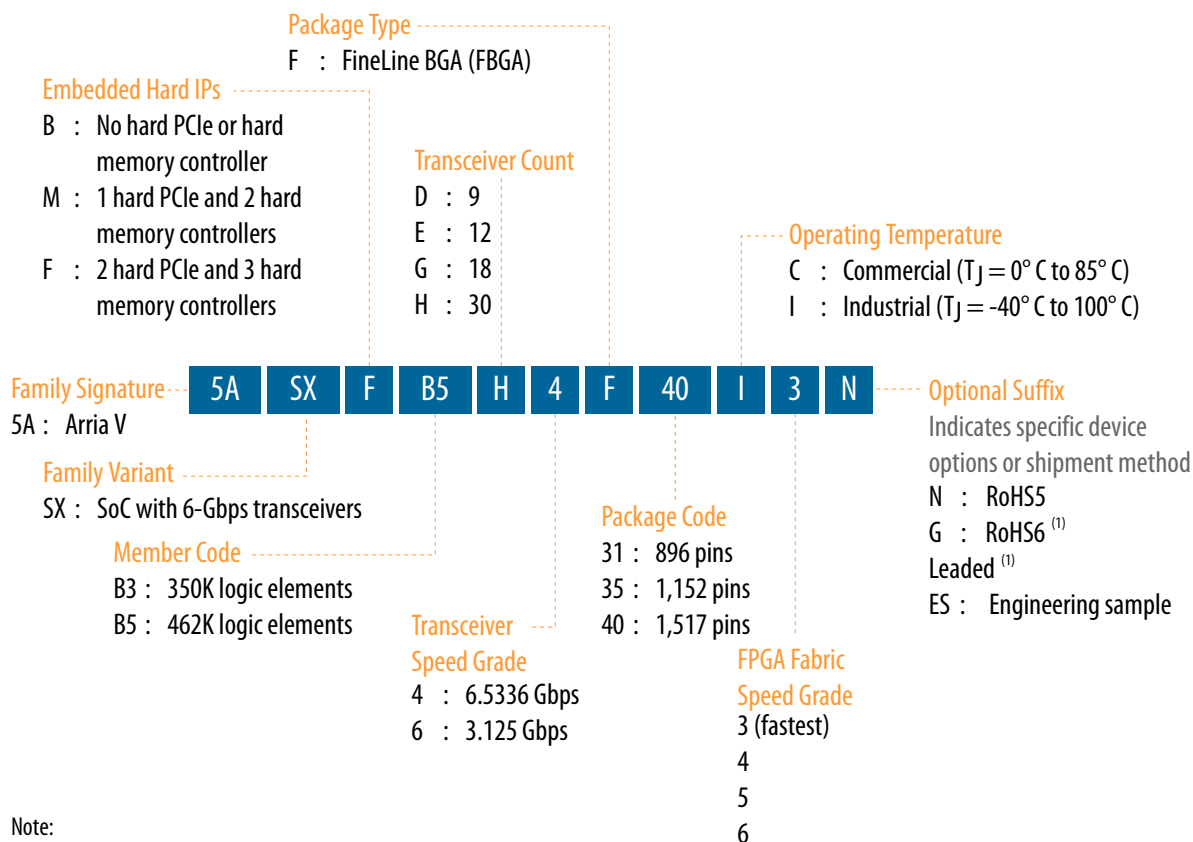 Package Type
F : FineLine BGA (FBGA)
Embedded Hard IPs
B : No hard PCIe or hard
memory controller
M : 1 hard PCIe and 2 hard
memory controllers
F : 2 hard PCIe and 3 hard
memory controllers
Transceiver Count
D : 9
E : 12
G : 18
H : 30
Operating Temperature
C : Commercial (TJ = 0° C to 85° C)
I : Industrial (TJ = -40° C to 100° C)
Family Signature
5A : Arria V
5A SX F B5 H 4 F 40 I 3 N
Optional Suffix
Indicates specific device
options or shipment method
N : RoHS5
G : RoHS6 (1)
Leaded (1)
ES : Engineering sample
Family Variant
SX : SoC with 6-Gbps transceivers
Member Code
B3 : 350K logic elements
B5 : 462K logic elements
Transceiver
Speed Grade
4 : 6.5336 Gbps
6 : 3.125 Gbps
Package Code
31 : 896 pins
35 : 1,152 pins
40 : 1,517 pins
FPGA Fabric
Speed Grade
3 (fastest)
4
5
6
Note: